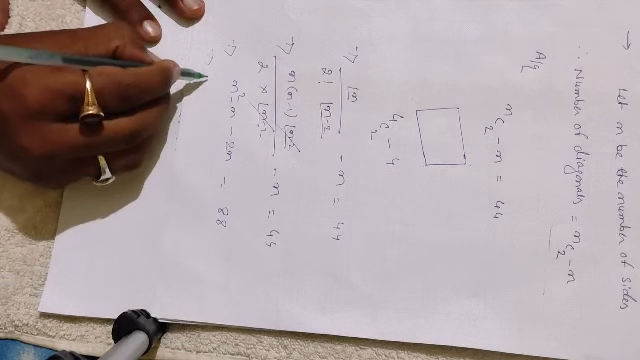 → Let n be the number of sides
∴ Number of diagonals = nC₂ - n
A/q
nC₂ - n = 44
4C₂ - 4
⇒ |n / 2! |n-2 - n = 44
⇒ n(n-1) |n-2 / 2 × |n-2 - n = 44
⇒ n² - n - 2n = 88